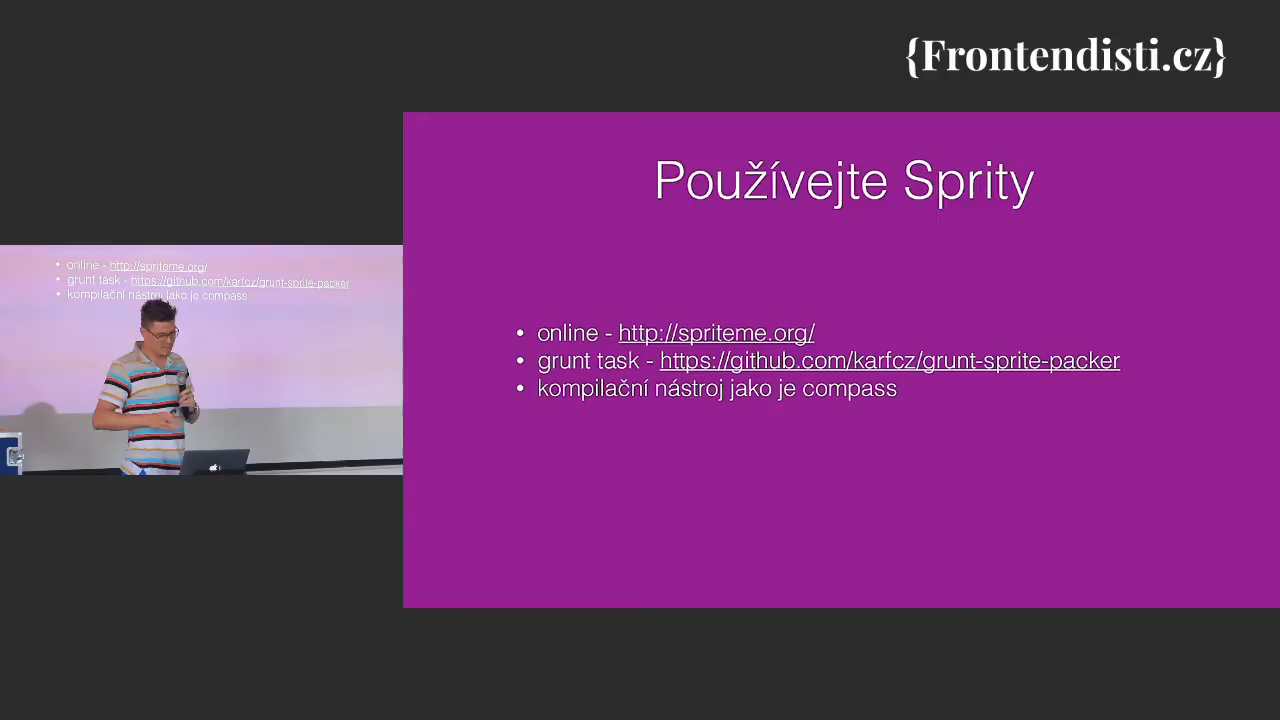 {Frontendisti.cz}
Používejte Sprity
• online - http://spriteme.org/
• grunt task - https://github.com/karfcz/grunt-sprite-packer
• kompilační nástroj jako je compass
• online - http://spriteme.org/
• grunt task - https://github.com/karfcz/grunt-sprite-packer
• kompilační nástroj jako je compass